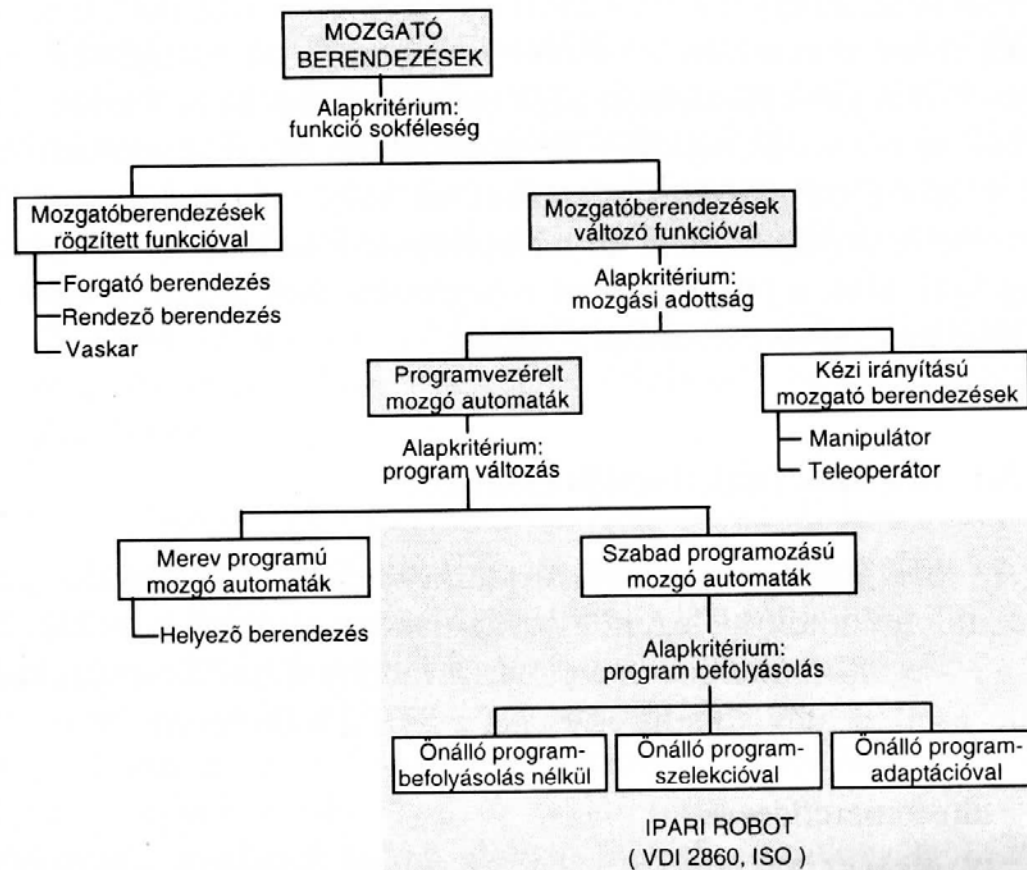 MOZGATÓ
BERENDEZÉSEK
Alapkritérium:
funkció sokféleség
Mozgatóberendezések
rögzített funkcióval
Forgató berendezés
Rendező berendezés
Vaskar
Mozgatóberendezések
változó funkcióval
Alapkritérium:
mozgási adottság
Programvezérelt
mozgó automaták
Kézi irányítású
mozgató berendezések
Manipulátor
Teleoperátor
Alapkritérium:
program változás
Merev programú
mozgó automaták
Helyező berendezés
Szabad programozású
mozgó automaták
Alapkritérium:
program befolyásolás
Önálló program-
befolyásolás nélkül
Önálló program-
szelekcióval
Önálló program-
adaptációval
IPARI ROBOT
( VDI 2860, ISO )